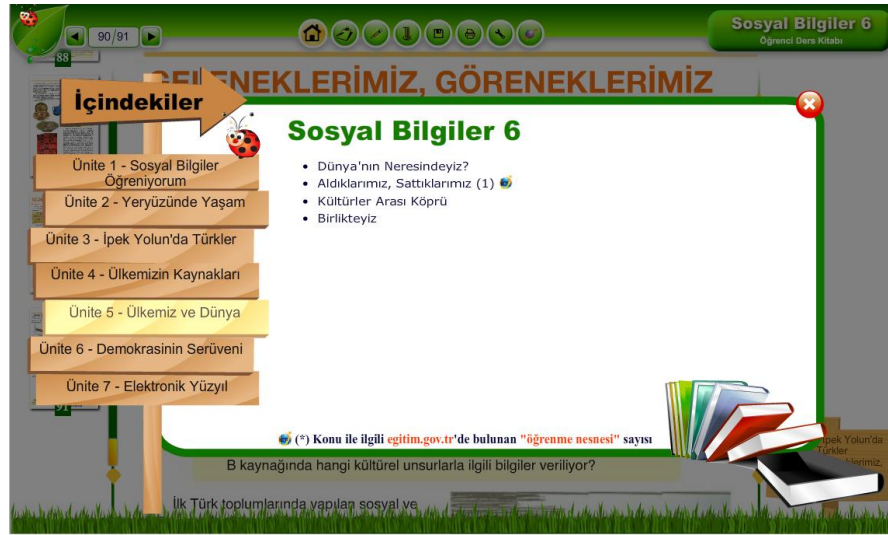 90/91
Sosyal Bilgiler 6
Öğrenci Ders Kitabı
88
GELENEKLERİMİZ, GÖRENEKLERİMİZ
İçindekiler
Sosyal Bilgiler 6
• Dünya'nın Neresindeyiz?
• Aldıklarımız, Sattıklarımız (1)
• Kültürler Arası Köprü
• Birlikteyiz
Ünite 1 - Sosyal Bilgiler
Öğreniyorum
Ünite 2 - Yeryüzünde Yaşam
Ünite 3 - İpek Yolun'da Türkler
Ünite 4 - Ülkemizin Kaynakları
Ünite 5 - Ülkemiz ve Dünya
Ünite 6 - Demokrasinin Serüveni
Ünite 7 - Elektronik Yüzyıl
91
(*) Konu ile ilgili egitim.gov.tr'de bulunan "öğrenme nesnesi" sayısı
İpek Yolun'da
Türkler
B kaynağında hangi kültürel unsurlarla ilgili bilgiler veriliyor?
İlk Türk toplumlarında yapılan sosyal ve